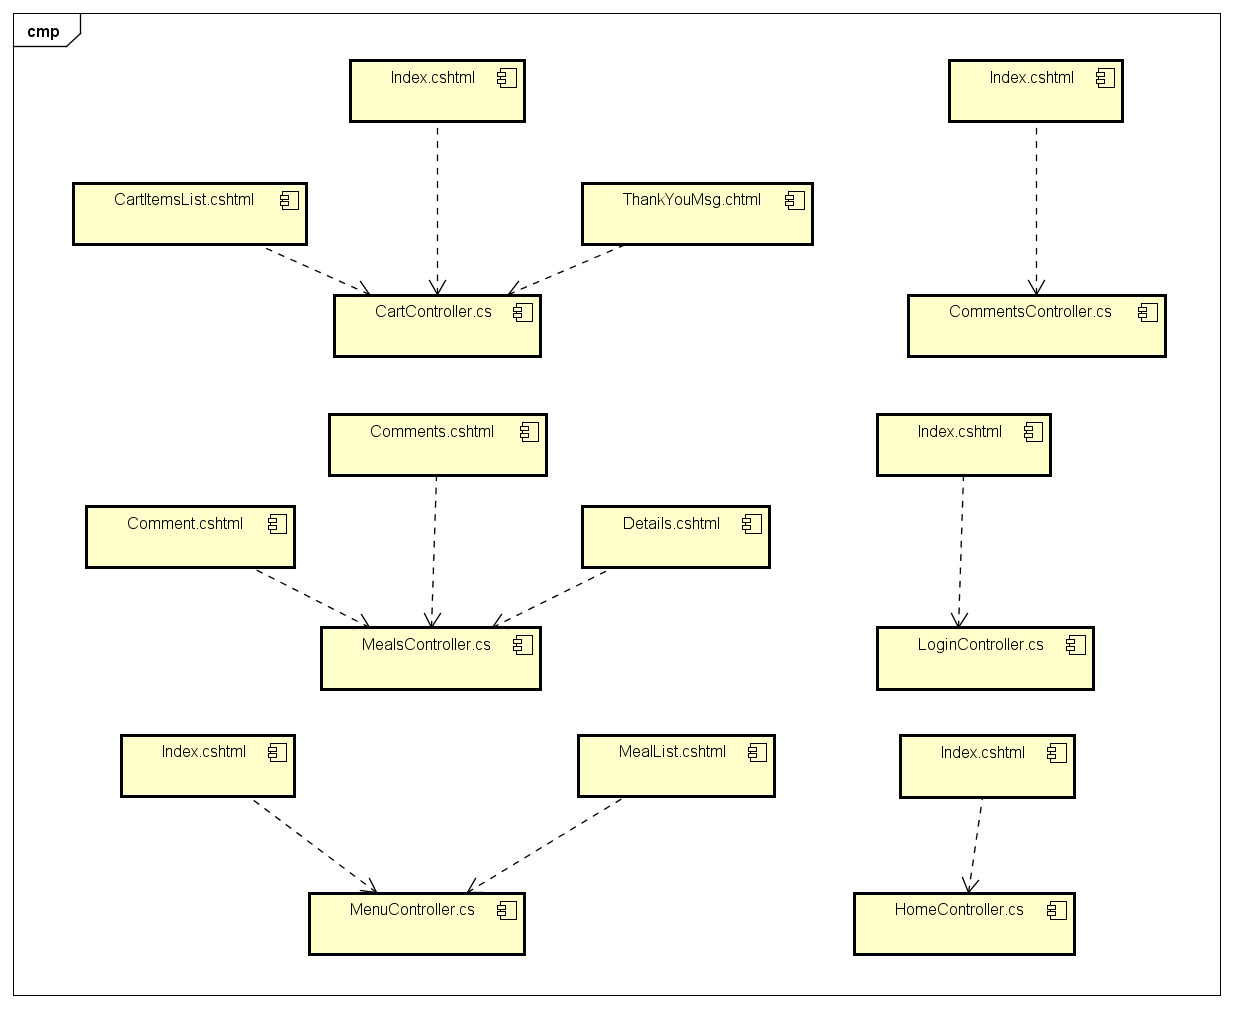 cmp
Index.cshtml
Index.cshtml
CartItemsList.cshtml
ThankYouMsg.chtml
CartController.cs
CommentsController.cs
Comments.cshtml
Index.cshtml
Comment.cshtml
Details.cshtml
MealsController.cs
LoginController.cs
Index.cshtml
MealList.cshtml
Index.cshtml
MenuController.cs
HomeController.cs